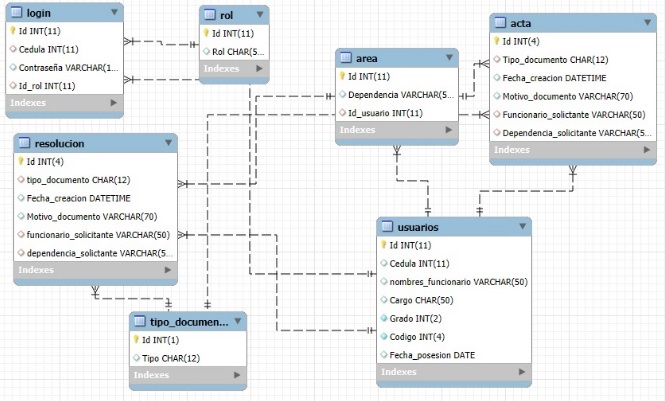 login
Id INT(11)
Cedula INT(11)
Contraseña VARCHAR(1...
Id_rol INT(11)
Indexes
rol
Id INT(11)
Rol CHAR(5...
Indexes
area
Id INT(11)
Dependencia VARCHAR(5...
Id_usuario INT(11)
Indexes
acta
Id INT(4)
Tipo_documento CHAR(12)
Fecha_creacion DATETIME
Motivo_documento VARCHAR(70)
Funcionario_solicitante VARCHAR(50)
Dependencia_solicitante VARCHAR(5...
Indexes
resolucion
Id INT(4)
tipo_documento CHAR(12)
Fecha_creacion DATETIME
Motivo_documento VARCHAR(70)
funcionario_solicitante VARCHAR(50)
dependencia_solictante VARCHAR(5...
Indexes
usuarios
Id INT(11)
Cedula INT(11)
nombres_funcionario VARCHAR(50)
Cargo CHAR(50)
Grado INT(2)
Codigo INT(4)
Fecha_posesion DATE
Indexes
tipo_documen...
Id INT(1)
Tipo CHAR(12)
Indexes